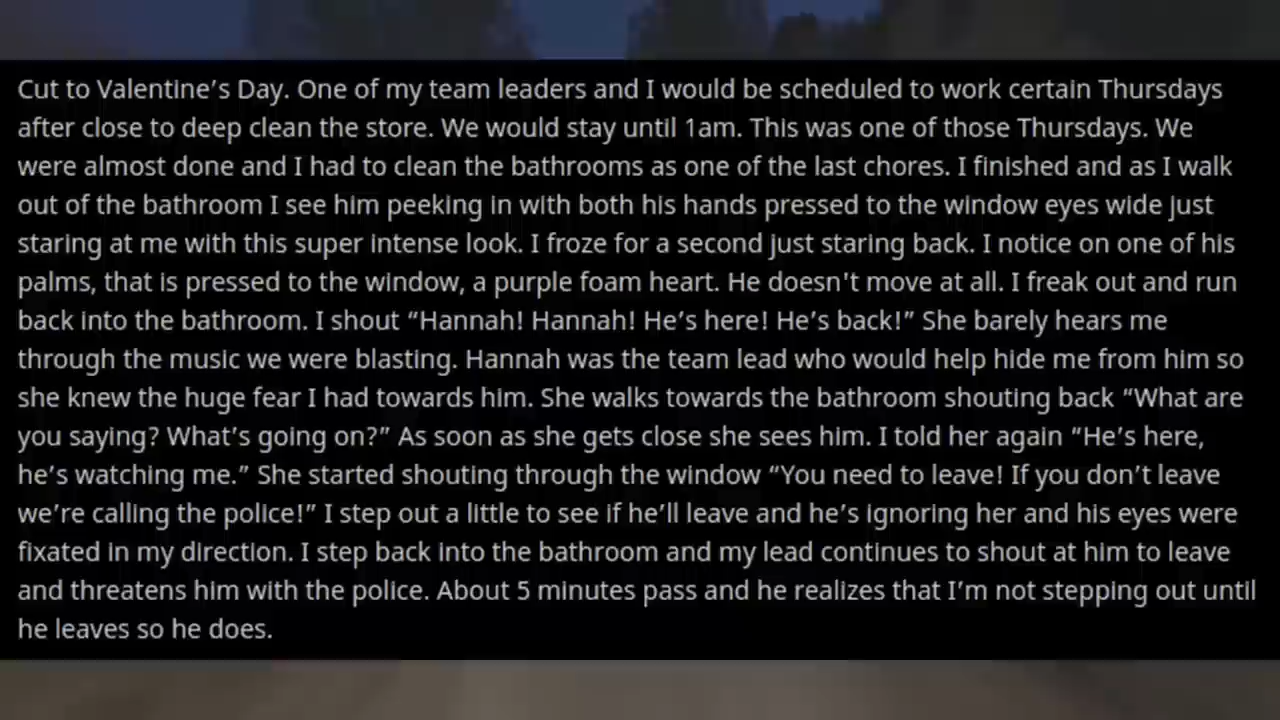 Cut to Valentine’s Day. One of my team leaders and I would be scheduled to work certain Thursdays
after close to deep clean the store. We would stay until 1am. This was one of those Thursdays. We
were almost done and I had to clean the bathrooms as one of the last chores. I finished and as I walk
out of the bathroom I see him peeking in with both his hands pressed to the window eyes wide just
staring at me with this super intense look. I froze for a second just staring back. I notice on one of his
palms, that is pressed to the window, a purple foam heart. He doesn't move at all. I freak out and run
back into the bathroom. I shout “Hannah! Hannah! He’s here! He’s back!” She barely hears me
through the music we were blasting. Hannah was the team lead who would help hide me from him so
she knew the huge fear I had towards him. She walks towards the bathroom shouting back “What are
you saying? What’s going on?” As soon as she gets close she sees him. I told her again “He’s here,
he’s watching me.” She started shouting through the window “You need to leave! If you don’t leave
we’re calling the police!” I step out a little to see if he’ll leave and he’s ignoring her and his eyes were
fixated in my direction. I step back into the bathroom and my lead continues to shout at him to leave
and threatens him with the police. About 5 minutes pass and he realizes that I’m not stepping out until
he leaves so he does.